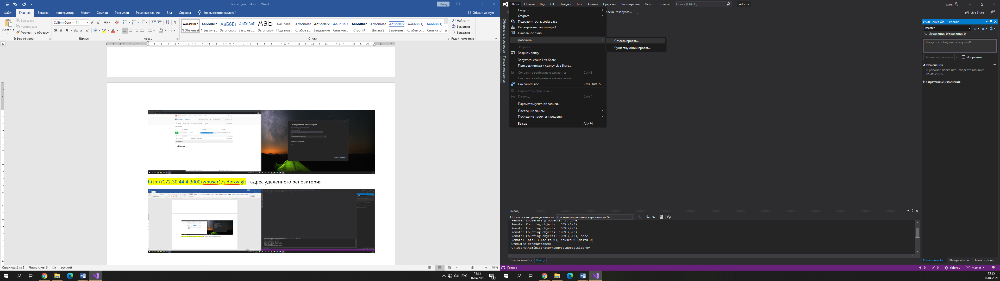 Gogs21_посл.docx - Word
Вход
Файл Главная Вставка Конструктор Макет Ссылки Рассылки Рецензирование Вид Справка Что вы хотите сделать? Общий доступ
Вставить
Вырезать
Копировать
Формат по образцу
Буфер обмена
Calibri (Оснс 11
Шрифт
Абзац
АаБбВвГг, АаБбВвГг, АаБбВі АаБбВвГ АаБ АаБбВвГ АаБбВвГг АаБбВвГг АаБбВвГг АаБбВвГг, АаБбВвГг АаБбВвГг АаБбВвГг АаБбВвГг,
¶ Обычный ¶ Без инте... Заголово... Заголово... Заголовок Подзагол... Слабое в... Выделение Сильное... Строгий Цитата 2 Выделенн... Слабая сс... Сильная...
Стили
Найти
Заменить
Выделить
Редактирование
sidorov
Клонирование репозитория
http://172.30.44.4:3000/wbuser1/sidorov.git - адрес удаленного репозитория
Страница 2 из 2 Число слов: 5 русский
140 %
РУС
13:35
16.04.2021
3
Файл Правка Вид Git Отладка Тест Анализ Средства Расширения Окно Справка Поиск (Ctrl+Q) sidorov
Вход
элемент запуска...
Live Share
Обозреватель серверов
Панель элементов
Создать
Открыть
Подключиться к codespace
Клонировать репозиторий...
Начальное окно
Добавить
Создать проект...
Существующий проект...
Закрыть
Закрыть папку
Запустить сеанс Live Share
Присоединиться к сеансу Live Share...
Сохранить выбранные элементы Ctrl+S
Сохранить выбранные элементы как...
Сохранить все Ctrl+Shift+S
Параметры страницы...
Печать... Ctrl+P
Параметры учетной записи...
Последние файлы
Последние проекты и решения
Выход Alt+F4
Изменения Git — sidorov
master
Исходящих 0/входящих 0
Введите сообщение <Required>
Зафиксировать все
Исправить
Изменения
В рабочей папке нет неподготовленных
изменений.
Спрятанные изменения
Вывод
Показать выходные данные из: Система управления версиями — Git
Remote: Enumerating objects: 3, done.
Remote: Counting objects: 33% (1/3)
Remote: Counting objects: 66% (2/3)
Remote: Counting objects: 100% (3/3)
Remote: Counting objects: 100% (3/3), done.
Remote: Total 3 (delta 0), reused 0 (delta 0)
Открытие репозиториев:
C:\Users\Administrator\Source\Repos\sidorov
Список ошибок Вывод
Изменения Gi... Обозреватель... Team Explorer...
Готово
0 0 sidorov master
13:35
16.04.2021